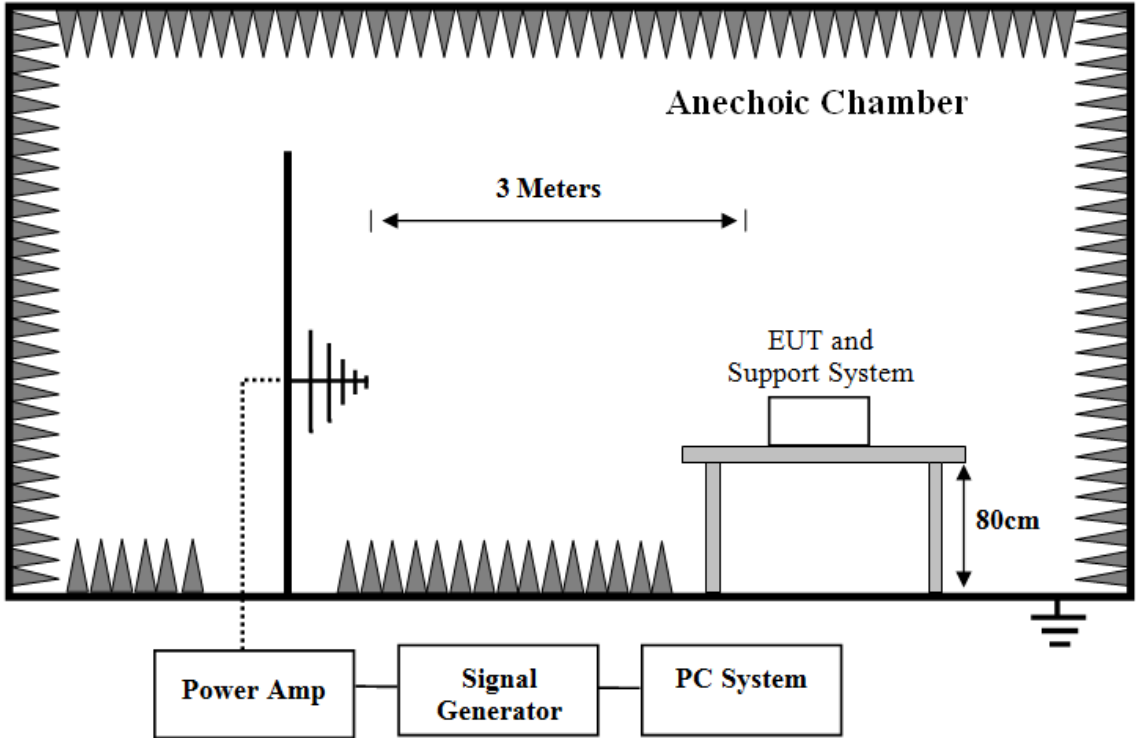 Anechoic Chamber
3 Meters
EUT and
Support System
80cm
Power Amp
Signal
Generator
PC System